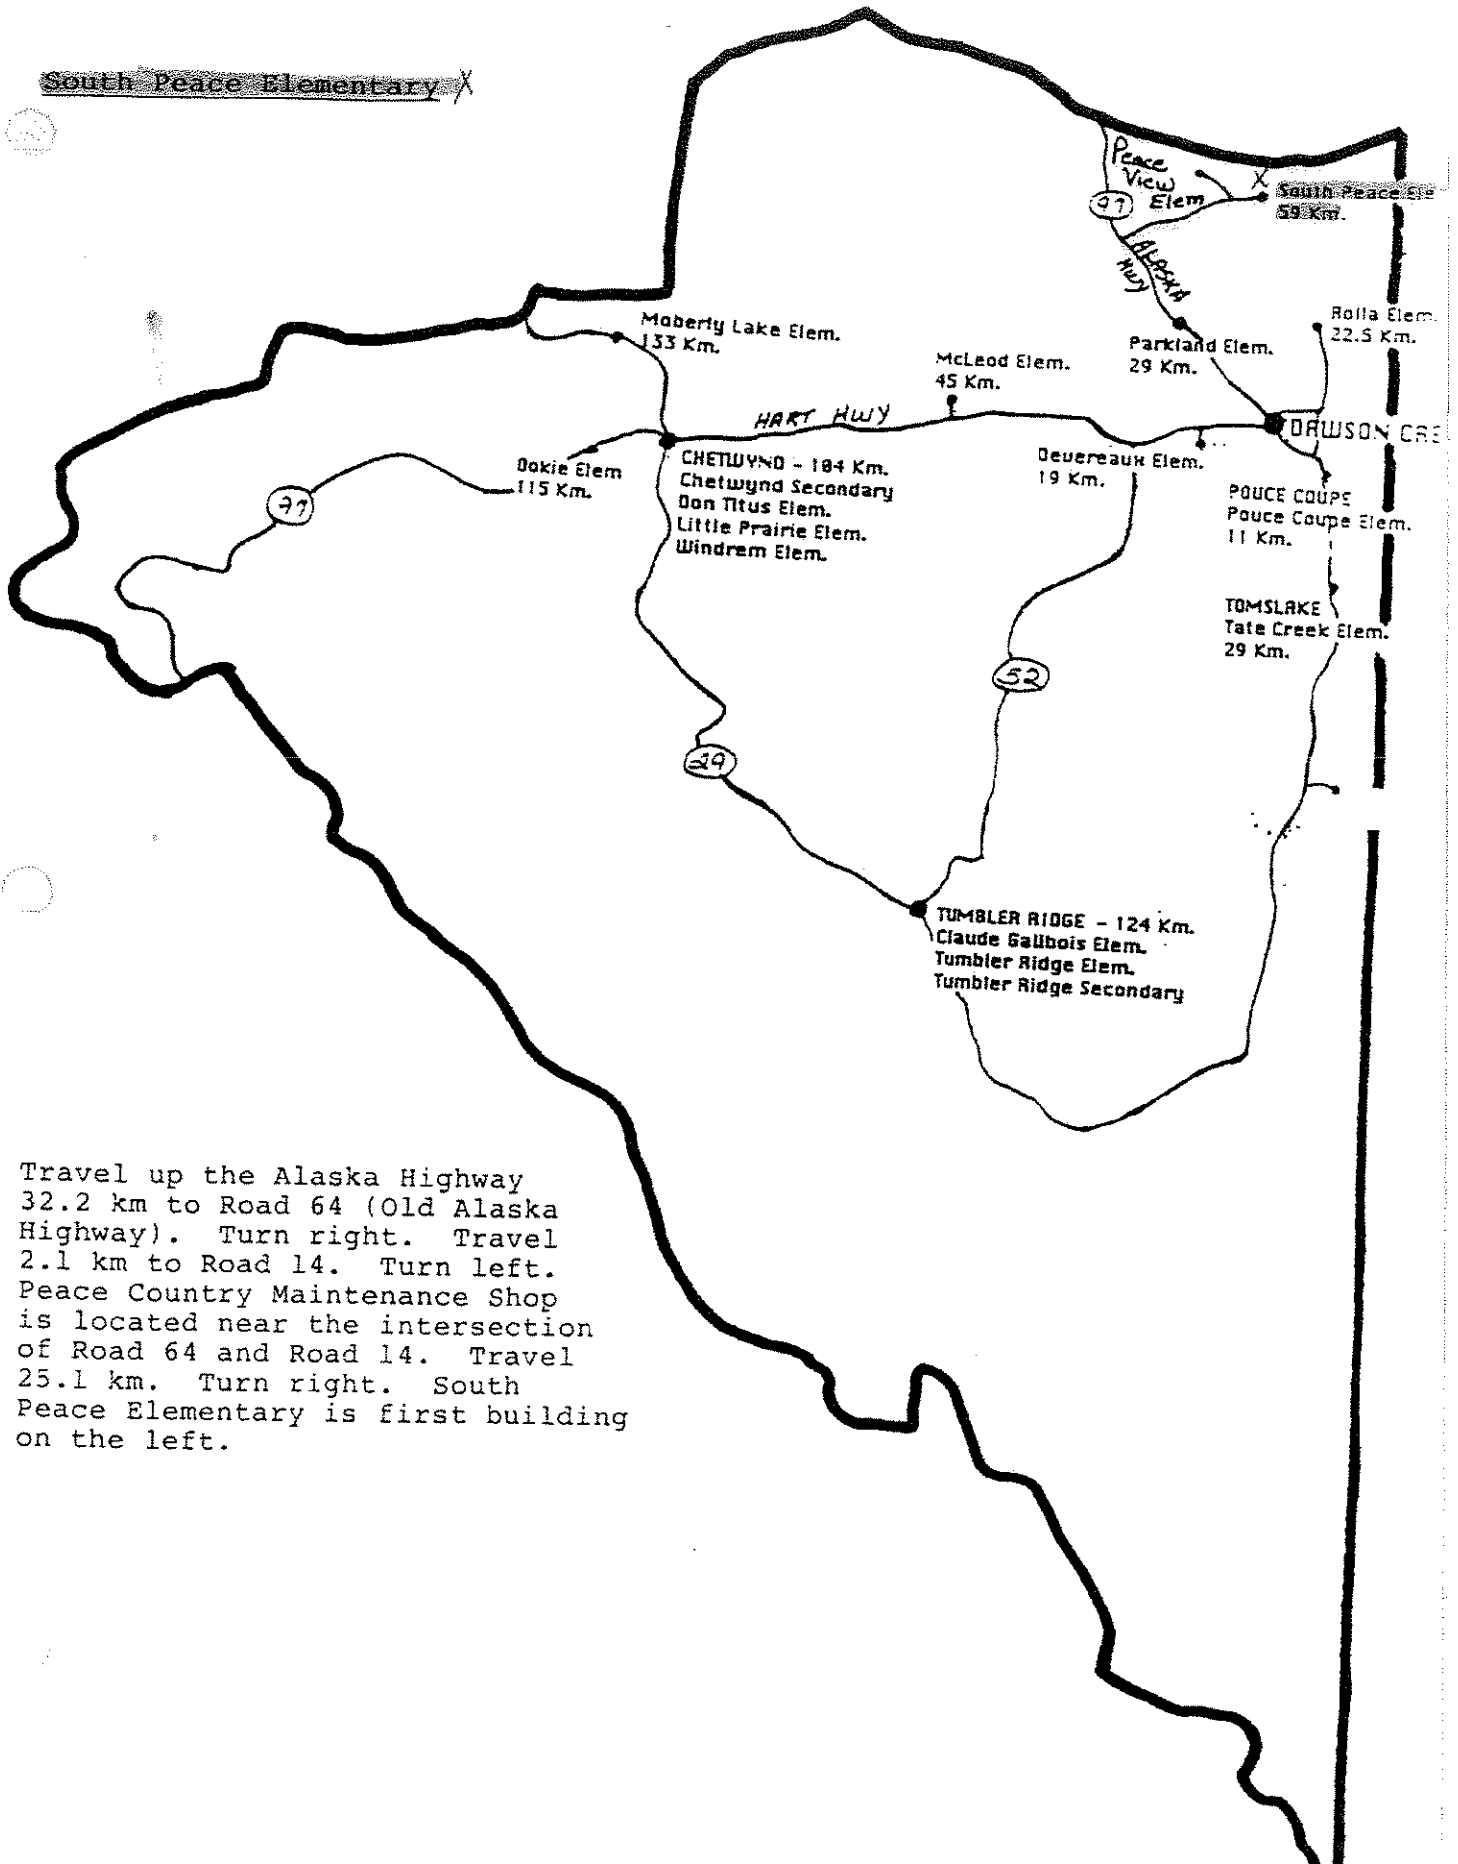 South Peace Elementary X
Peace
View
Elem
X
South Peace Ele
59 Km.
97
ALASKA
HWY
Moberly Lake Elem.
133 Km.
Rolla Elem.
22.5 Km.
Parkland Elem.
29 Km.
McLeod Elem.
45 Km.
HART HWY
DAWSON CRE
Dokie Elem
115 Km.
CHETWYND - 104 Km.
Chetwynd Secondary
Don Titus Elem.
Little Prairie Elem.
Windrem Elem.
Devereaux Elem.
19 Km.
97
POUCE COUPE
Pouce Coupe Elem.
11 Km.
TOMSLAKE
Tate Creek Elem.
29 Km.
52
29
TUMBLER RIDGE - 124 Km.
Claude Galibois Elem.
Tumbler Ridge Elem.
Tumbler Ridge Secondary
Travel up the Alaska Highway
32.2 km to Road 64 (Old Alaska
Highway). Turn right. Travel
2.1 km to Road 14. Turn left.
Peace Country Maintenance Shop
is located near the intersection
of Road 64 and Road 14. Travel
25.1 km. Turn right. South
Peace Elementary is first building
on the left.